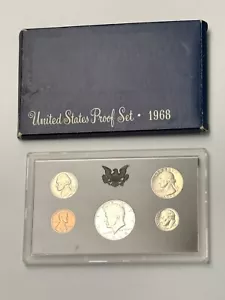 United States Proof Set · 1968